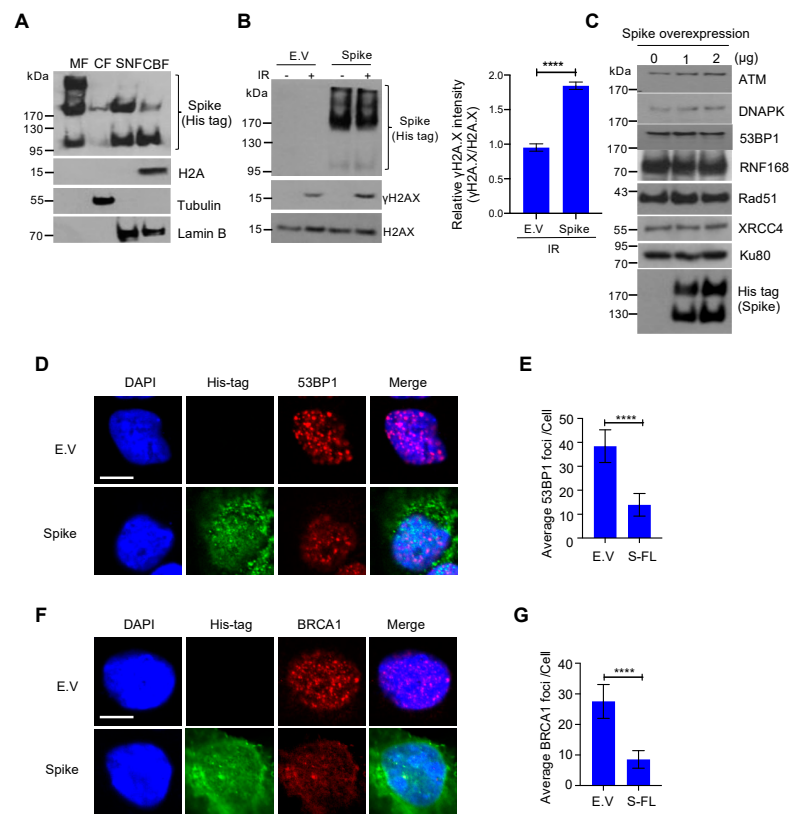 A
MF CF SNF CBF
kDa
170
130
95
Spike
(His tag)
15
H2A
55
Tubulin
70
Lamin B
B
E.V Spike
IR - + - +
kDa
170
130
95
Spike
(His tag)
15
γH2AX
15
H2AX
Relative γH2A.X intensity
(γH2A.X/H2A.X)
2.0
1.5
1.0
0.5
0.0
****
E.V Spike
IR
C
Spike overexpression
0 1 2 (μg)
kDa
170
ATM
170
DNAPK
130
53BP1
70
RNF168
43
Rad51
55
XRCC4
95
70
Ku80
170
130
His tag
(Spike)
D
DAPI His-tag 53BP1 Merge
E.V
Spike
E
Average 53BP1 foci /Cell
50
40
30
20
10
0
****
E.V S-FL
F
DAPI His-tag BRCA1 Merge
E.V
Spike
G
Average BRCA1 foci /Cell
40
30
20
10
0
****
E.V S-FL